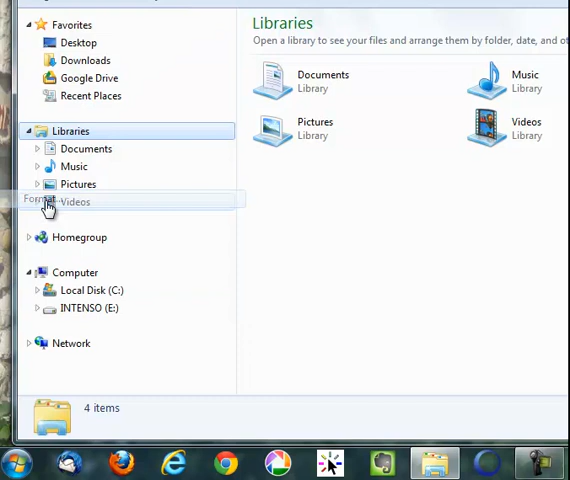 Favorites
Desktop
Downloads
Google Drive
Recent Places
Libraries
Documents
Music
Pictures
Format...
Videos
Homegroup
Computer
Local Disk (C:)
INTENSO (E:)
Network
Libraries
Open a library to see your files and arrange them by folder, date, and ot
Documents
Library
Music
Library
Pictures
Library
Videos
Library
4 items